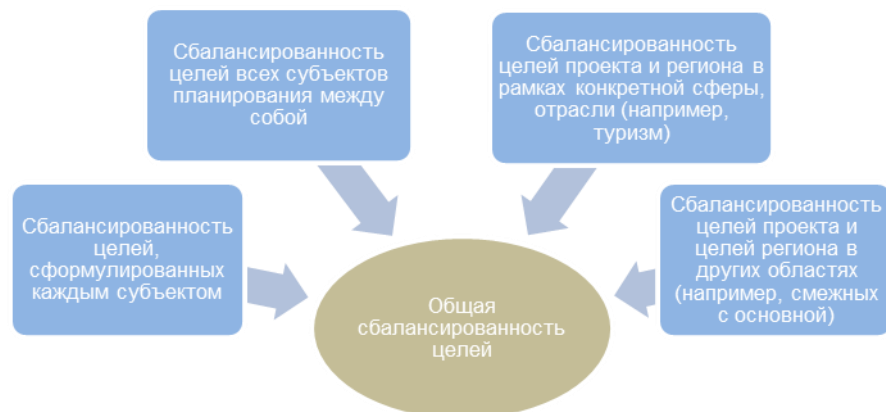 Сбалансированность
целей, сформулированных
каждым субъектом
Сбалансированность
целей всех субъектов
планирования между
собой
Сбалансированность
целей проекта и региона в
рамках конкретной сферы,
отрасли (например,
туризм)
Сбалансированность
целей проекта и
целей региона в
других областях
(например, смежных
с основной)
Общая
сбалансированность
целей